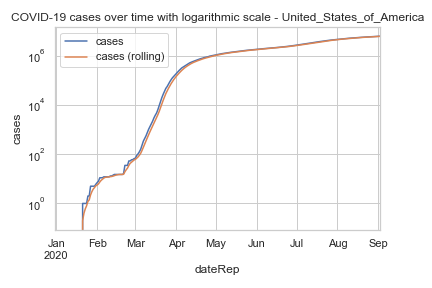 COVID-19 cases over time with logarithmic scale - United_States_of_America
cases
cases (rolling)
10^6
10^4
10^2
10^0
cases
Jan Feb Mar Apr May Jun Jul Aug Sep
2020
dateRep